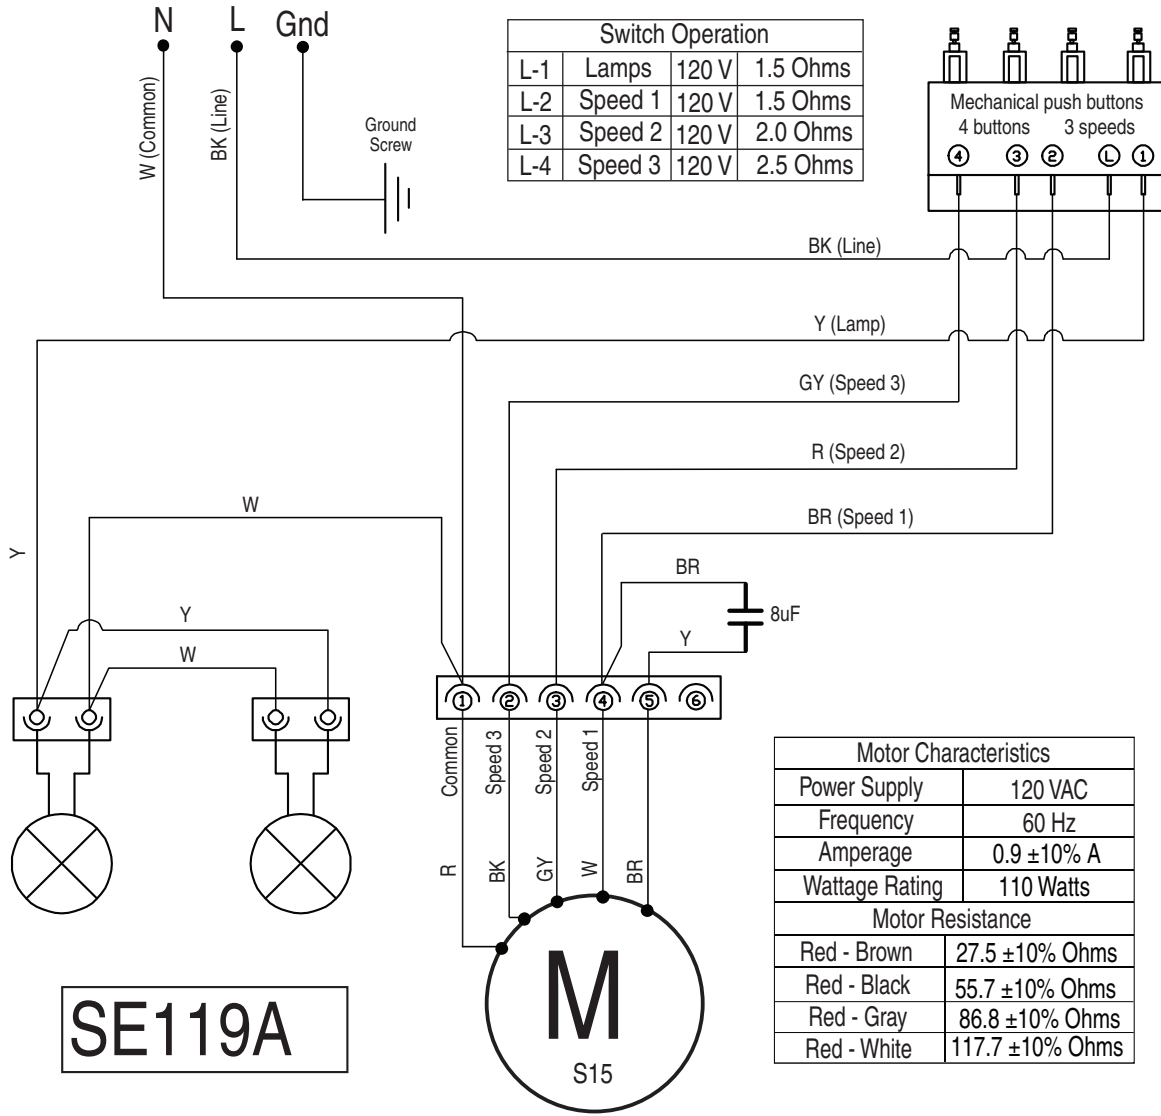 N L Gnd
W (Common)
BK (Line)
Ground
Screw
Switch Operation
L-1 Lamps 120 V 1.5 Ohms
L-2 Speed 1 120 V 1.5 Ohms
L-3 Speed 2 120 V 2.0 Ohms
L-4 Speed 3 120 V 2.5 Ohms
Mechanical push buttons
4 buttons 3 speeds
4 3 2 L 1
BK (Line)
Y (Lamp)
GY (Speed 3)
R (Speed 2)
BR (Speed 1)
W
Y
Y
W
BR
8uF
Y
1 2 3 4 5 6
Common
Speed 3
Speed 2
Speed 1
R
BK
GY
W
BR
M
S15
SE119A
Motor Characteristics
Power Supply 120 VAC
Frequency 60 Hz
Amperage 0.9 ±10% A
Wattage Rating 110 Watts
Motor Resistance
Red - Brown 27.5 ±10% Ohms
Red - Black 55.7 ±10% Ohms
Red - Gray 86.8 ±10% Ohms
Red - White 117.7 ±10% Ohms